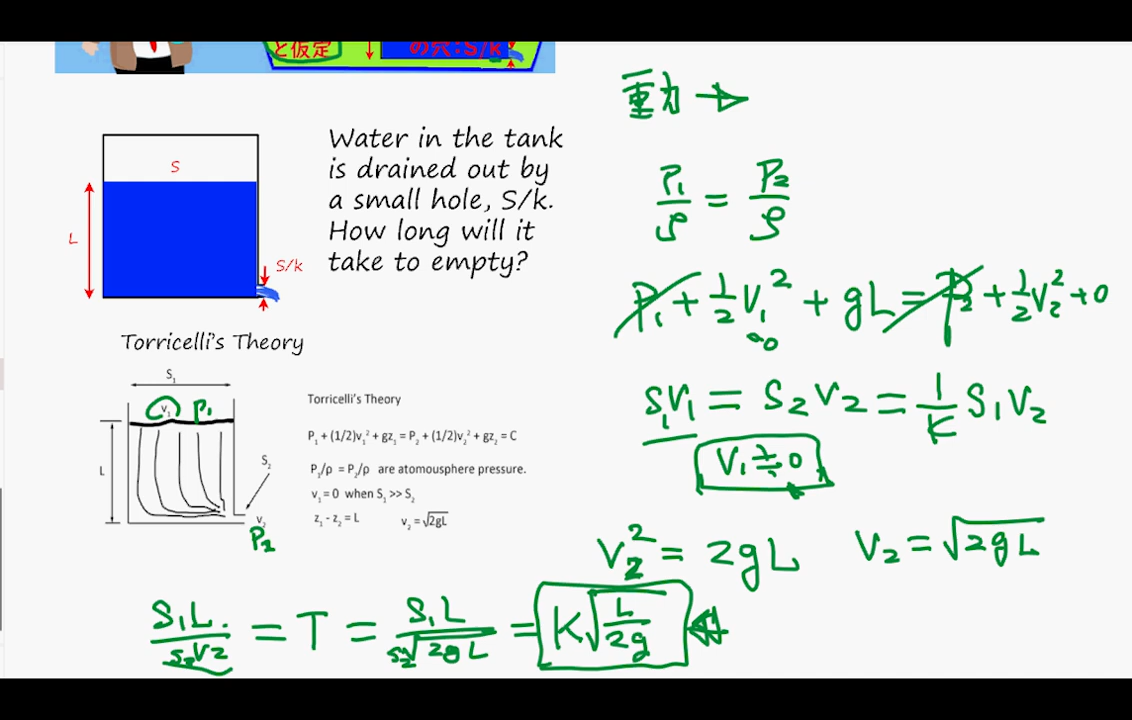 と仮定
の穴:S/k
重力→
S
Water in the tank
is drained out by
a small hole, S/k.
How long will it
take to empty?
L
S/k
P₁/ρ = P₂/ρ
P₁ + 1/2 V₁² + gL = P₂ + 1/2 V₂² + 0
≈0
S₁V₁ = S₂V₂ = 1/K S₁V₂
V₁≒0
Torricelli's Theory
S₁
V₁ P₁
L
S₂
V₂
P₂
Torricelli's Theory
P₁ + (1/2)v₁² + gz₁ = P₂ + (1/2)v₂² + gz₂ = C
P₁/ρ = P₂/ρ are atomousphere pressure.
v₁ = 0 when S₁ >> S₂
z₁ - z₂ = L v₂ = √2gL
V₂² = 2gL V₂ = √2gL
S₁L/S₂V₂ = T = S₁L/S₂√2gL = K√L/2g